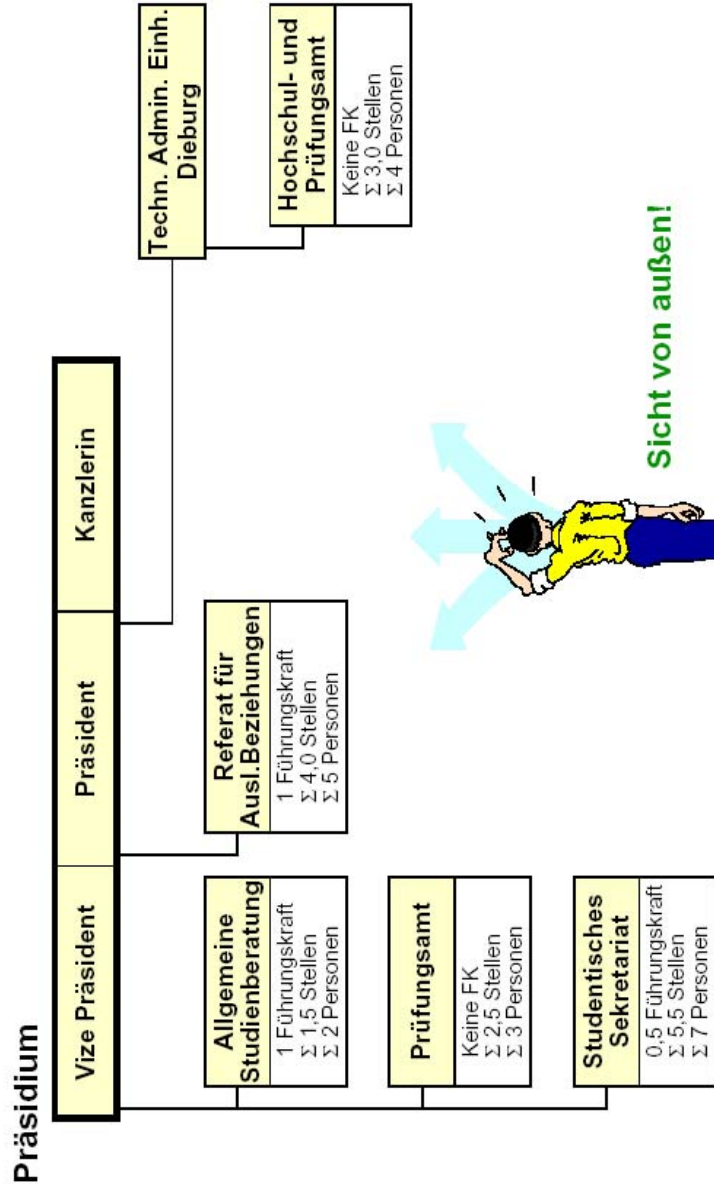 Präsidium
Vize Präsident
Präsident
Kanzlerin
Allgemeine
Studienberatung
1 Führungskraft
Σ 1,5 Stellen
Σ 2 Personen
Prüfungsamt
Keine FK
Σ 2,5 Stellen
Σ 3 Personen
Studentisches
Sekretariat
0,5 Führungskraft
Σ 5,5 Stellen
Σ 7 Personen
Referat für
Ausl.Beziehungen
1 Führungskraft
Σ 4,0 Stellen
Σ 5 Personen
Techn. Admin. Einh.
Dieburg
Hochschul- und
Prüfungsamt
Keine FK
Σ 3,0 Stellen
Σ 4 Personen
Sicht von außen!